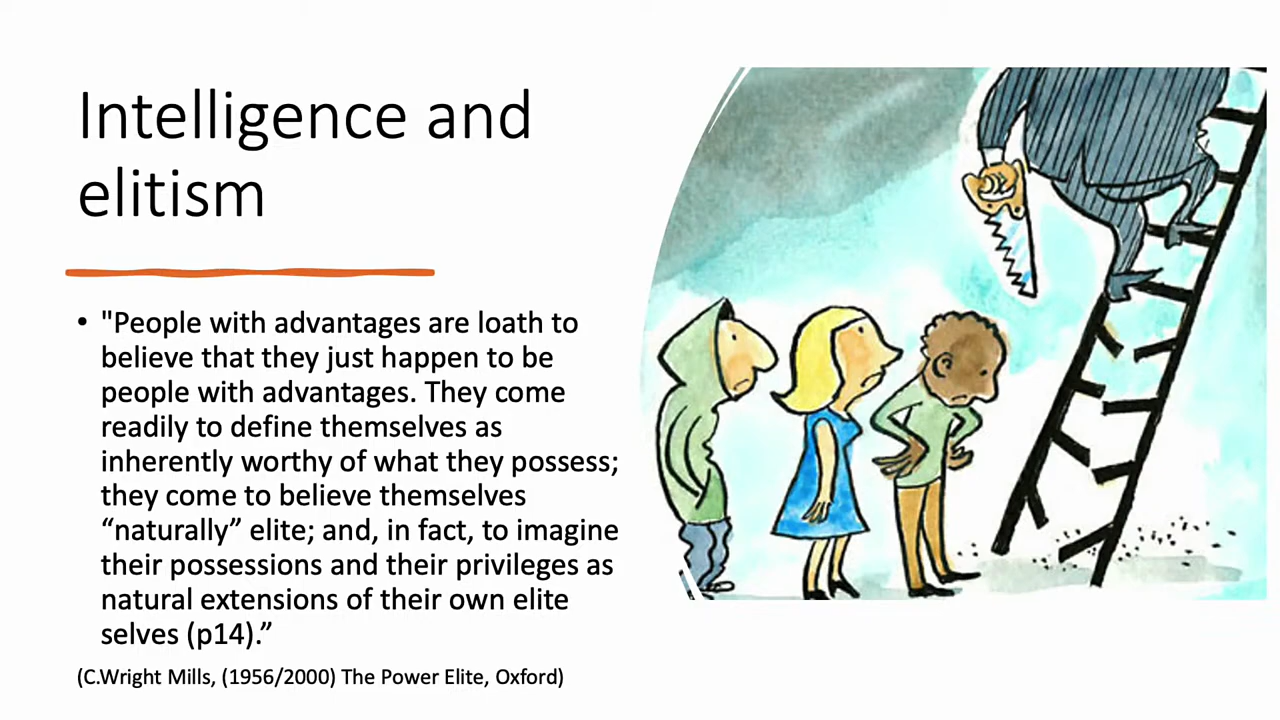 Intelligence and
elitism
• "People with advantages are loath to
believe that they just happen to be
people with advantages. They come
readily to define themselves as
inherently worthy of what they possess;
they come to believe themselves
“naturally” elite; and, in fact, to imagine
their possessions and their privileges as
natural extensions of their own elite
selves (p14).”
(C.Wright Mills, (1956/2000) The Power Elite, Oxford)